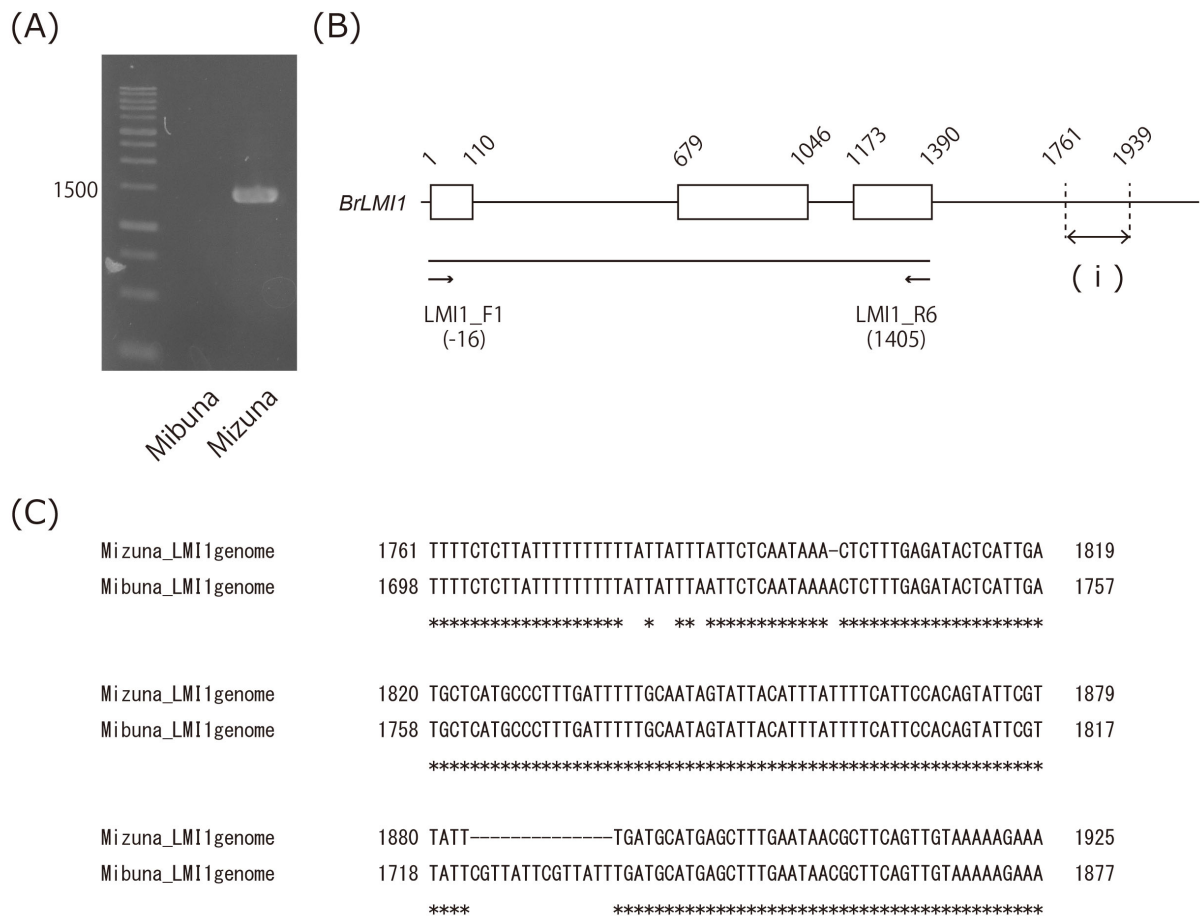 (A)
1500
Mibuna
Mizuna
(B)
1
110
679
1046
1173
1390
1761
1939
BrLMI1
( i )
LMI1_F1
(-16)
LMI1_R6
(1405)
(C)
Mizuna_LMI1genome 1761 TTTTCTCTTATTTTTTTTTTATTATTTATTCTCAATAAA-CTCTTTGAGATACTCATTGA 1819
Mibuna_LMI1genome 1698 TTTTCTCTTATTTTTTTTTATTATTTAATTCTCAATAAAACTCTTTGAGATACTCATTGA 1757
******************* * ** ************ ********************
Mizuna_LMI1genome 1820 TGCTCATGCCCTTTGATTTTTGCAATAGTATTACATTTATTTTCATTCCACAGTATTCGT 1879
Mibuna_LMI1genome 1758 TGCTCATGCCCTTTGATTTTTGCAATAGTATTACATTTATTTTCATTCCACAGTATTCGT 1817
************************************************************
Mizuna_LMI1genome 1880 TATT--------------TGATGCATGAGCTTTGAATAACGCTTCAGTTGTAAAAAGAAA 1925
Mibuna_LMI1genome 1718 TATTCGTTATTCGTTATTTGATGCATGAGCTTTGAATAACGCTTCAGTTGTAAAAAGAAA 1877
**** ******************************************